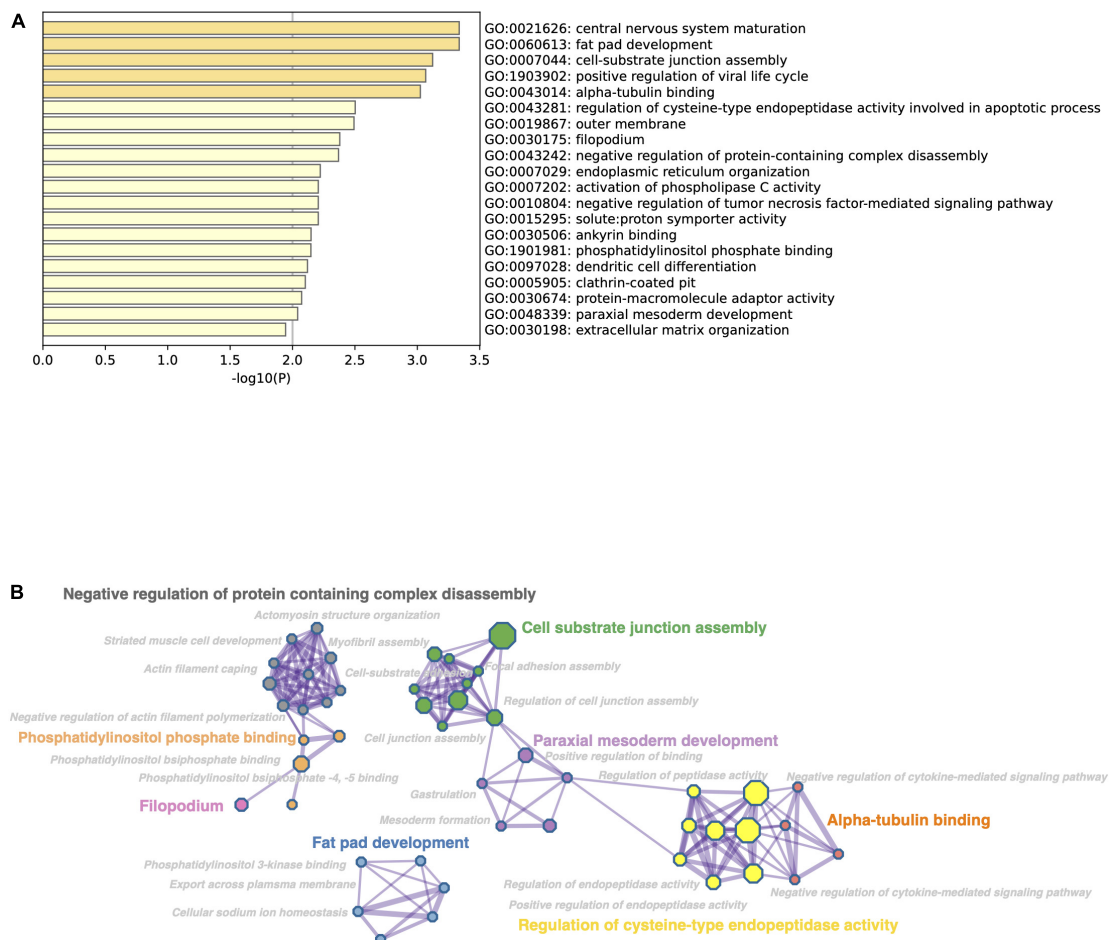 A
GO:0021626: central nervous system maturation
GO:0060613: fat pad development
GO:0007044: cell-substrate junction assembly
GO:1903902: positive regulation of viral life cycle
GO:0043014: alpha-tubulin binding
GO:0043281: regulation of cysteine-type endopeptidase activity involved in apoptotic process
GO:0019867: outer membrane
GO:0030175: filopodium
GO:0043242: negative regulation of protein-containing complex disassembly
GO:0007029: endoplasmic reticulum organization
GO:0007202: activation of phospholipase C activity
GO:0010804: negative regulation of tumor necrosis factor-mediated signaling pathway
GO:0015295: solute:proton symporter activity
GO:0030506: ankyrin binding
GO:1901981: phosphatidylinositol phosphate binding
GO:0097028: dendritic cell differentiation
GO:0005905: clathrin-coated pit
GO:0030674: protein-macromolecule adaptor activity
GO:0048339: paraxial mesoderm development
GO:0030198: extracellular matrix organization
0.0 0.5 1.0 1.5 2.0 2.5 3.0 3.5
-log10(P)
B
Negative regulation of protein containing complex disassembly
Actomyosin structure organization
Cell substrate junction assembly
Striated muscle cell development
Myofibril assembly
Focal adhesion assembly
Actin filament caping
Cell-substrate
Regulation of cell junction assembly
Negative regulation of actin filament polymerization
Phosphatidylinositol phosphate binding
Cell junction assembly
Paraxial mesoderm development
Positive regulation of binding
Phosphatidylinositol bsiphosphate binding
Phosphatidylinositol bsiphosphate -4, -5 binding
Regulation of peptidase activity
Negative regulation of cytokine-mediated signaling pathway
Gastrulation
Filopodium
Mesoderm formation
Alpha-tubulin binding
Fat pad development
Phosphatidylinositol 3-kinase binding
Export across plamsma membrane
Regulation of endopeptidase activity
Negative regulation of cytokine-mediated signaling pathway
Positive regulation of endopeptidase activity
Cellular sodium ion homeostasis
Regulation of cysteine-type endopeptidase activity